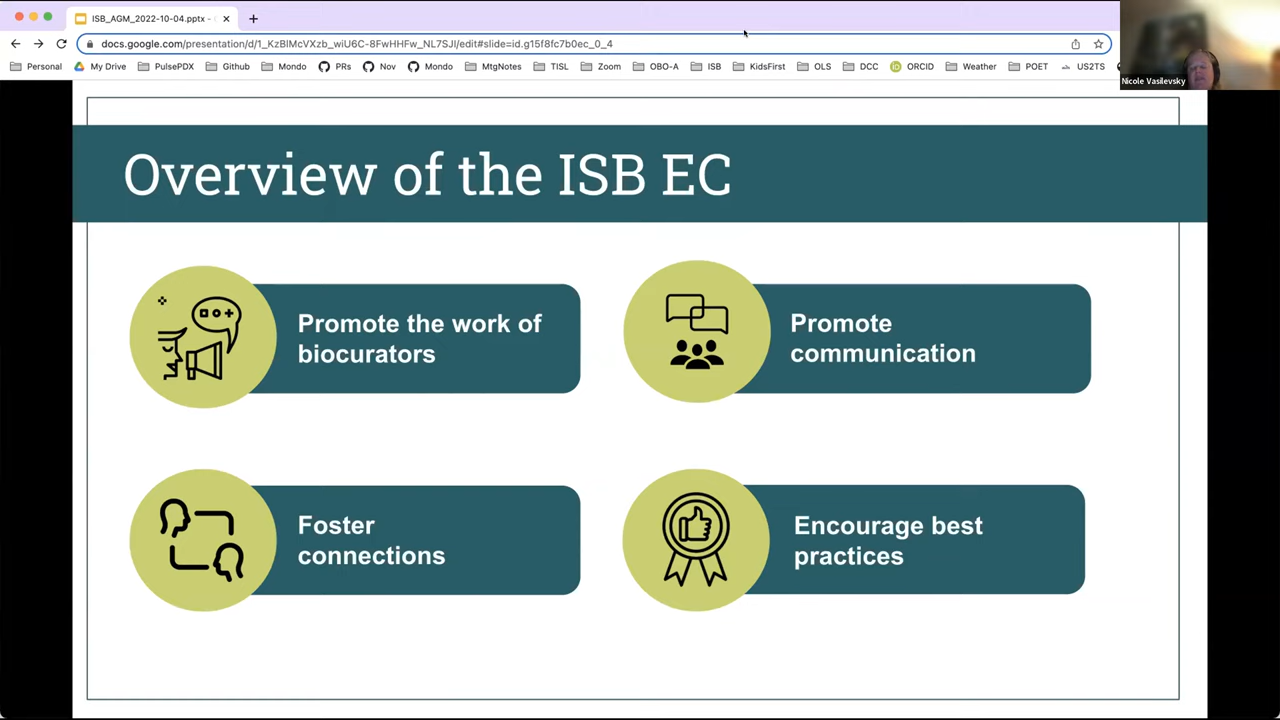 ISB_AGM_2022-10-04.pptx - 
docs.google.com/presentation/d/1_KzBlMcVXzb_wiU6C-8FwHHFw_NL7SJI/edit#slide=id.g15f8fc7b0ec_0_4
Personal My Drive PulsePDX Github Mondo PRs Nov Mondo MtgNotes TISL Zoom OBO-A ISB KidsFirst OLS DCC ORCID Weather POET US2TS
Nicole Vasilevsky
Overview of the ISB EC
Promote the work of
biocurators
Promote
communication
Foster
connections
Encourage best
practices